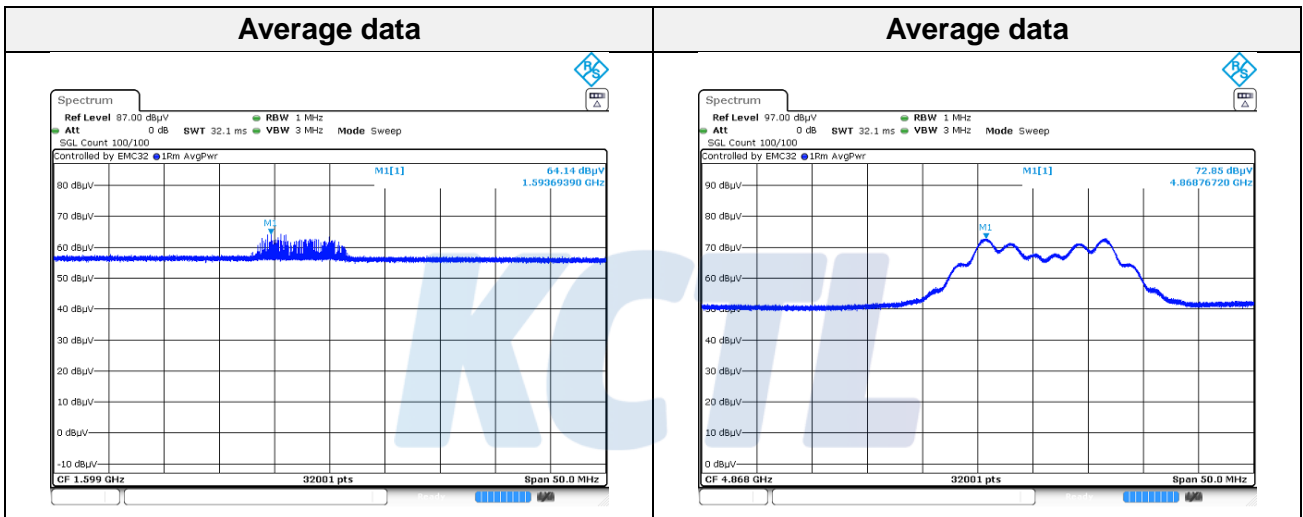 Average data
Average data
R&S
Spectrum
Ref Level 87.00 dBµV RBW 1 MHz
Att 0 dB SWT 32.1 ms VBW 3 MHz Mode Sweep
SGL Count 100/100
Controlled by EMC32 1Rm AvgPwr
M1[1] 64.14 dBµV
1.59369390 GHz
80 dBµV
70 dBµV
M1
60 dBµV
50 dBµV
40 dBµV
30 dBµV
20 dBµV
10 dBµV
0 dBµV
-10 dBµV
CF 1.599 GHz 32001 pts Span 50.0 MHz
R&S
Spectrum
Ref Level 97.00 dBµV RBW 1 MHz
Att 0 dB SWT 32.1 ms VBW 3 MHz Mode Sweep
SGL Count 100/100
Controlled by EMC32 1Rm AvgPwr
M1[1] 72.85 dBµV
4.86876720 GHz
90 dBµV
80 dBµV
M1
70 dBµV
60 dBµV
50 dBµV
40 dBµV
30 dBµV
20 dBµV
10 dBµV
0 dBµV
CF 4.868 GHz 32001 pts Span 50.0 MHz
KCTL